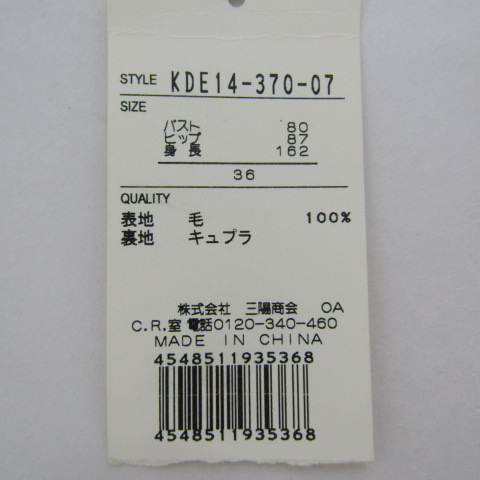 STYLE KDE14-370-07
SIZE
バスト 80
ヒップ 87
身長 162
36
QUALITY
表地 毛 100%
裏地 キュプラ
株式会社 三陽商会 OA
C.R.室 電話0120-340-460
MADE IN CHINA
4548511935368
4548511935368